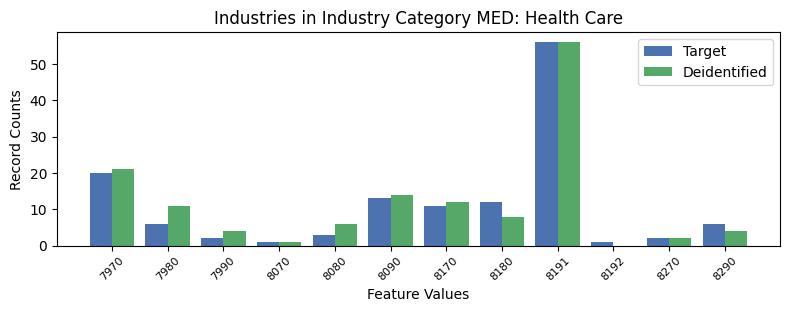 Industries in Industry Category MED: Health Care
Target
Deidentified
Record Counts
50
40
30
20
10
0
7970 7980 7990 8070 8080 8090 8170 8180 8191 8192 8270 8290
Feature Values